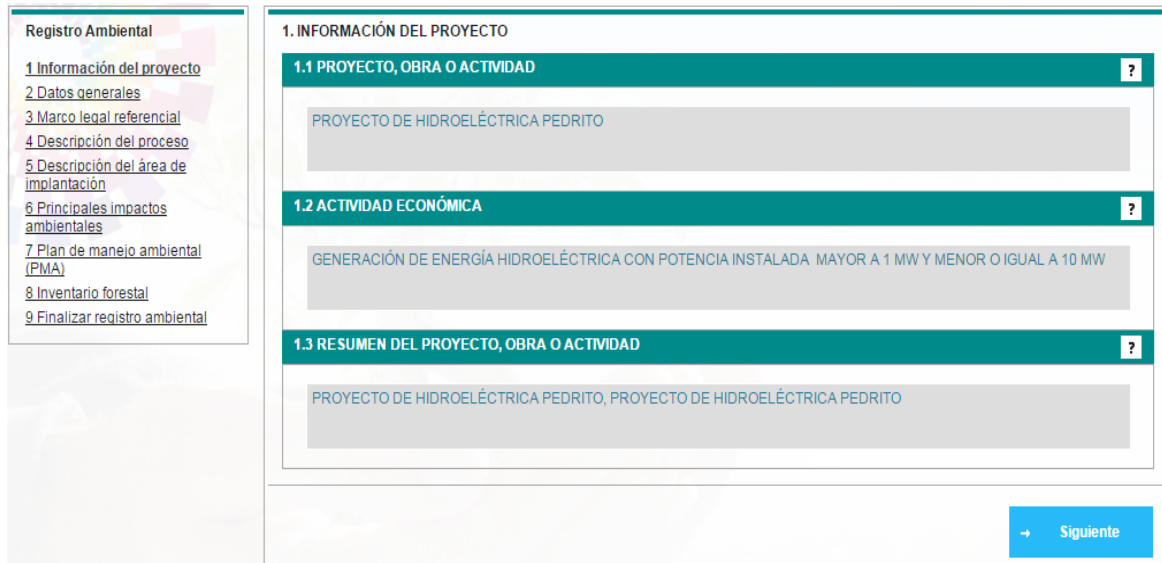 Registro Ambiental
1 Información del proyecto
2 Datos generales
3 Marco legal referencial
4 Descripción del proceso
5 Descripción del área de
implantación
6 Principales impactos
ambientales
7 Plan de manejo ambiental
(PMA)
8 Inventario forestal
9 Finalizar registro ambiental
1. INFORMACIÓN DEL PROYECTO
1.1 PROYECTO, OBRA O ACTIVIDAD ?
PROYECTO DE HIDROELÉCTRICA PEDRITO
1.2 ACTIVIDAD ECONÓMICA ?
GENERACIÓN DE ENERGÍA HIDROELÉCTRICA CON POTENCIA INSTALADA MAYOR A 1 MW Y MENOR O IGUAL A 10 MW
1.3 RESUMEN DEL PROYECTO, OBRA O ACTIVIDAD ?
PROYECTO DE HIDROELÉCTRICA PEDRITO, PROYECTO DE HIDROELÉCTRICA PEDRITO
→ Siguiente